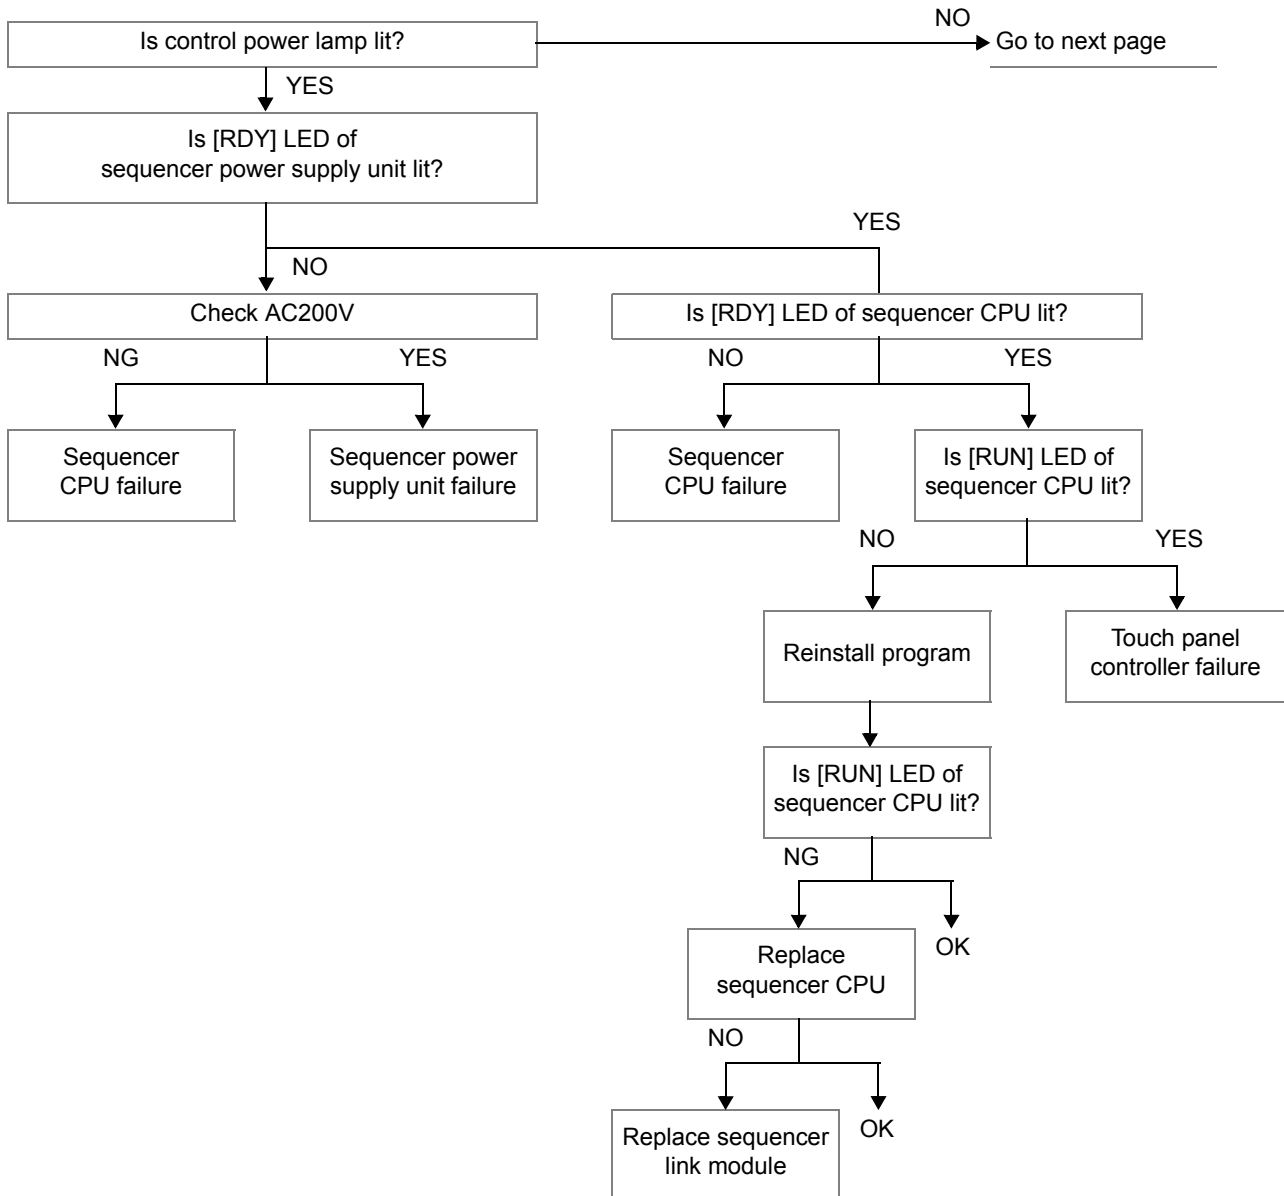 NO
Is control power lamp lit?
Go to next page
YES
Is [RDY] LED of
sequencer power supply unit lit?
YES
NO
Check AC200V
Is [RDY] LED of sequencer CPU lit?
NG
YES
NO
YES
Sequencer
CPU failure
Sequencer power
supply unit failure
Sequencer
CPU failure
Is [RUN] LED of
sequencer CPU lit?
NO
YES
Reinstall program
Touch panel
controller failure
Is [RUN] LED of
sequencer CPU lit?
NG
OK
Replace
sequencer CPU
NO
OK
Replace sequencer
link module